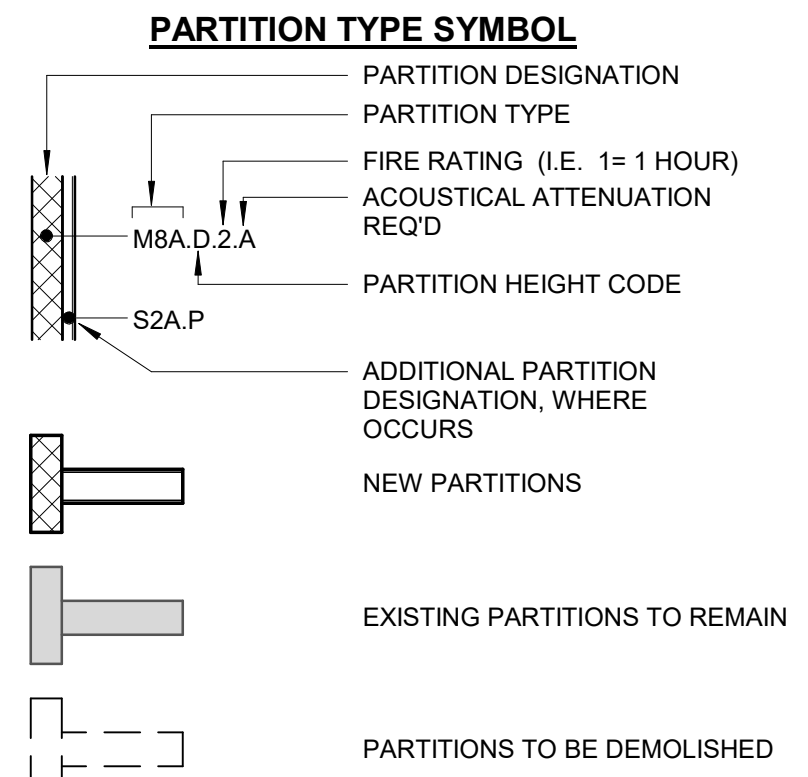 PARTITION TYPE SYMBOL
PARTITION DESIGNATION
PARTITION TYPE
FIRE RATING (I.E. 1= 1 HOUR)
ACOUSTICAL ATTENUATION
REQ'D
M8A.D.2.A
PARTITION HEIGHT CODE
S2A.P
ADDITIONAL PARTITION
DESIGNATION, WHERE
OCCURS
NEW PARTITIONS
EXISTING PARTITIONS TO REMAIN
PARTITIONS TO BE DEMOLISHED